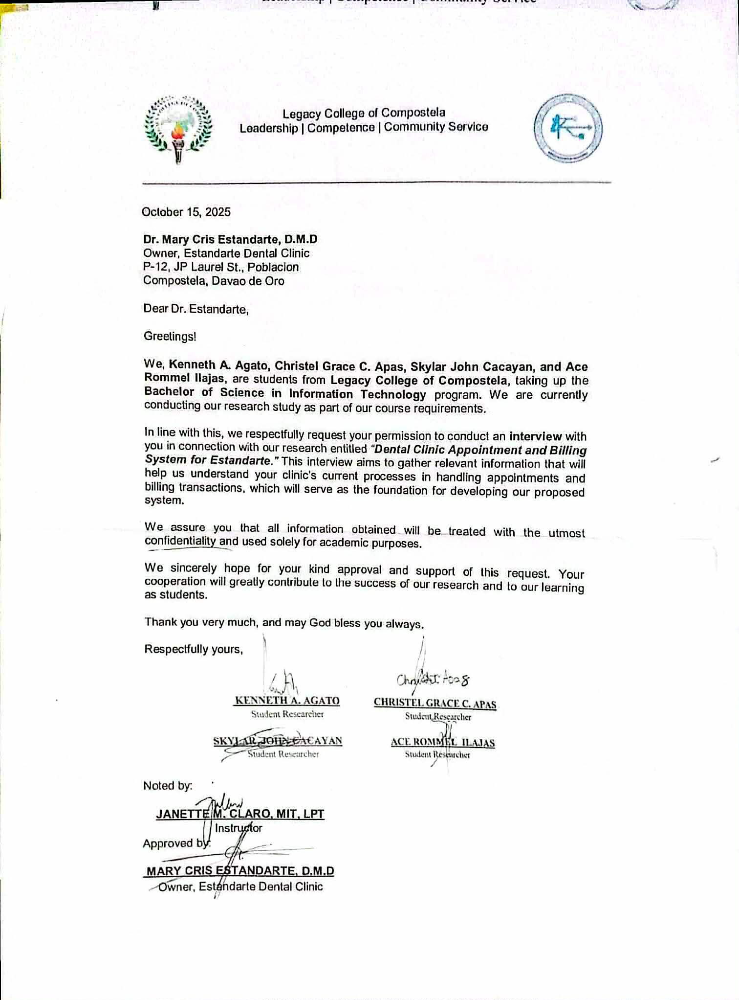 Legacy College of Compostela
Leadership | Competence | Community Service
October 15, 2025
Dr. Mary Cris Estandarte, D.M.D
Owner, Estandarte Dental Clinic
P-12, JP Laurel St., Poblacion
Compostela, Davao de Oro
Dear Dr. Estandarte,
Greetings!
We, Kenneth A. Agato, Christel Grace C. Apas, Skylar John Cacayan, and Ace
Rommel Ilajas, are students from Legacy College of Compostela, taking up the
Bachelor of Science in Information Technology program. We are currently
conducting our research study as part of our course requirements.
In line with this, we respectfully request your permission to conduct an interview with
you in connection with our research entitled "Dental Clinic Appointment and Billing
System for Estandarte." This interview aims to gather relevant information that will
help us understand your clinic's current processes in handling appointments and
billing transactions, which will serve as the foundation for developing our proposed
system.
We assure you that all information obtained will be treated with the utmost
confidentiality and used solely for academic purposes.
We sincerely hope for your kind approval and support of this request. Your
cooperation will greatly contribute to the success of our research and to our learning
as students.
Thank you very much, and may God bless you always.
Respectfully yours,
KENNETH A. AGATO CHRISTEL GRACE C. APAS
Student Researcher Student Researcher
SKYLAR JOHN CACAYAN ACE ROMMEL ILAJAS
Student Researcher Student Researcher
Noted by:
JANETTE M. CLARO, MIT, LPT
Instructor
Approved by:
MARY CRIS ESTANDARTE, D.M.D
Owner, Estandarte Dental Clinic